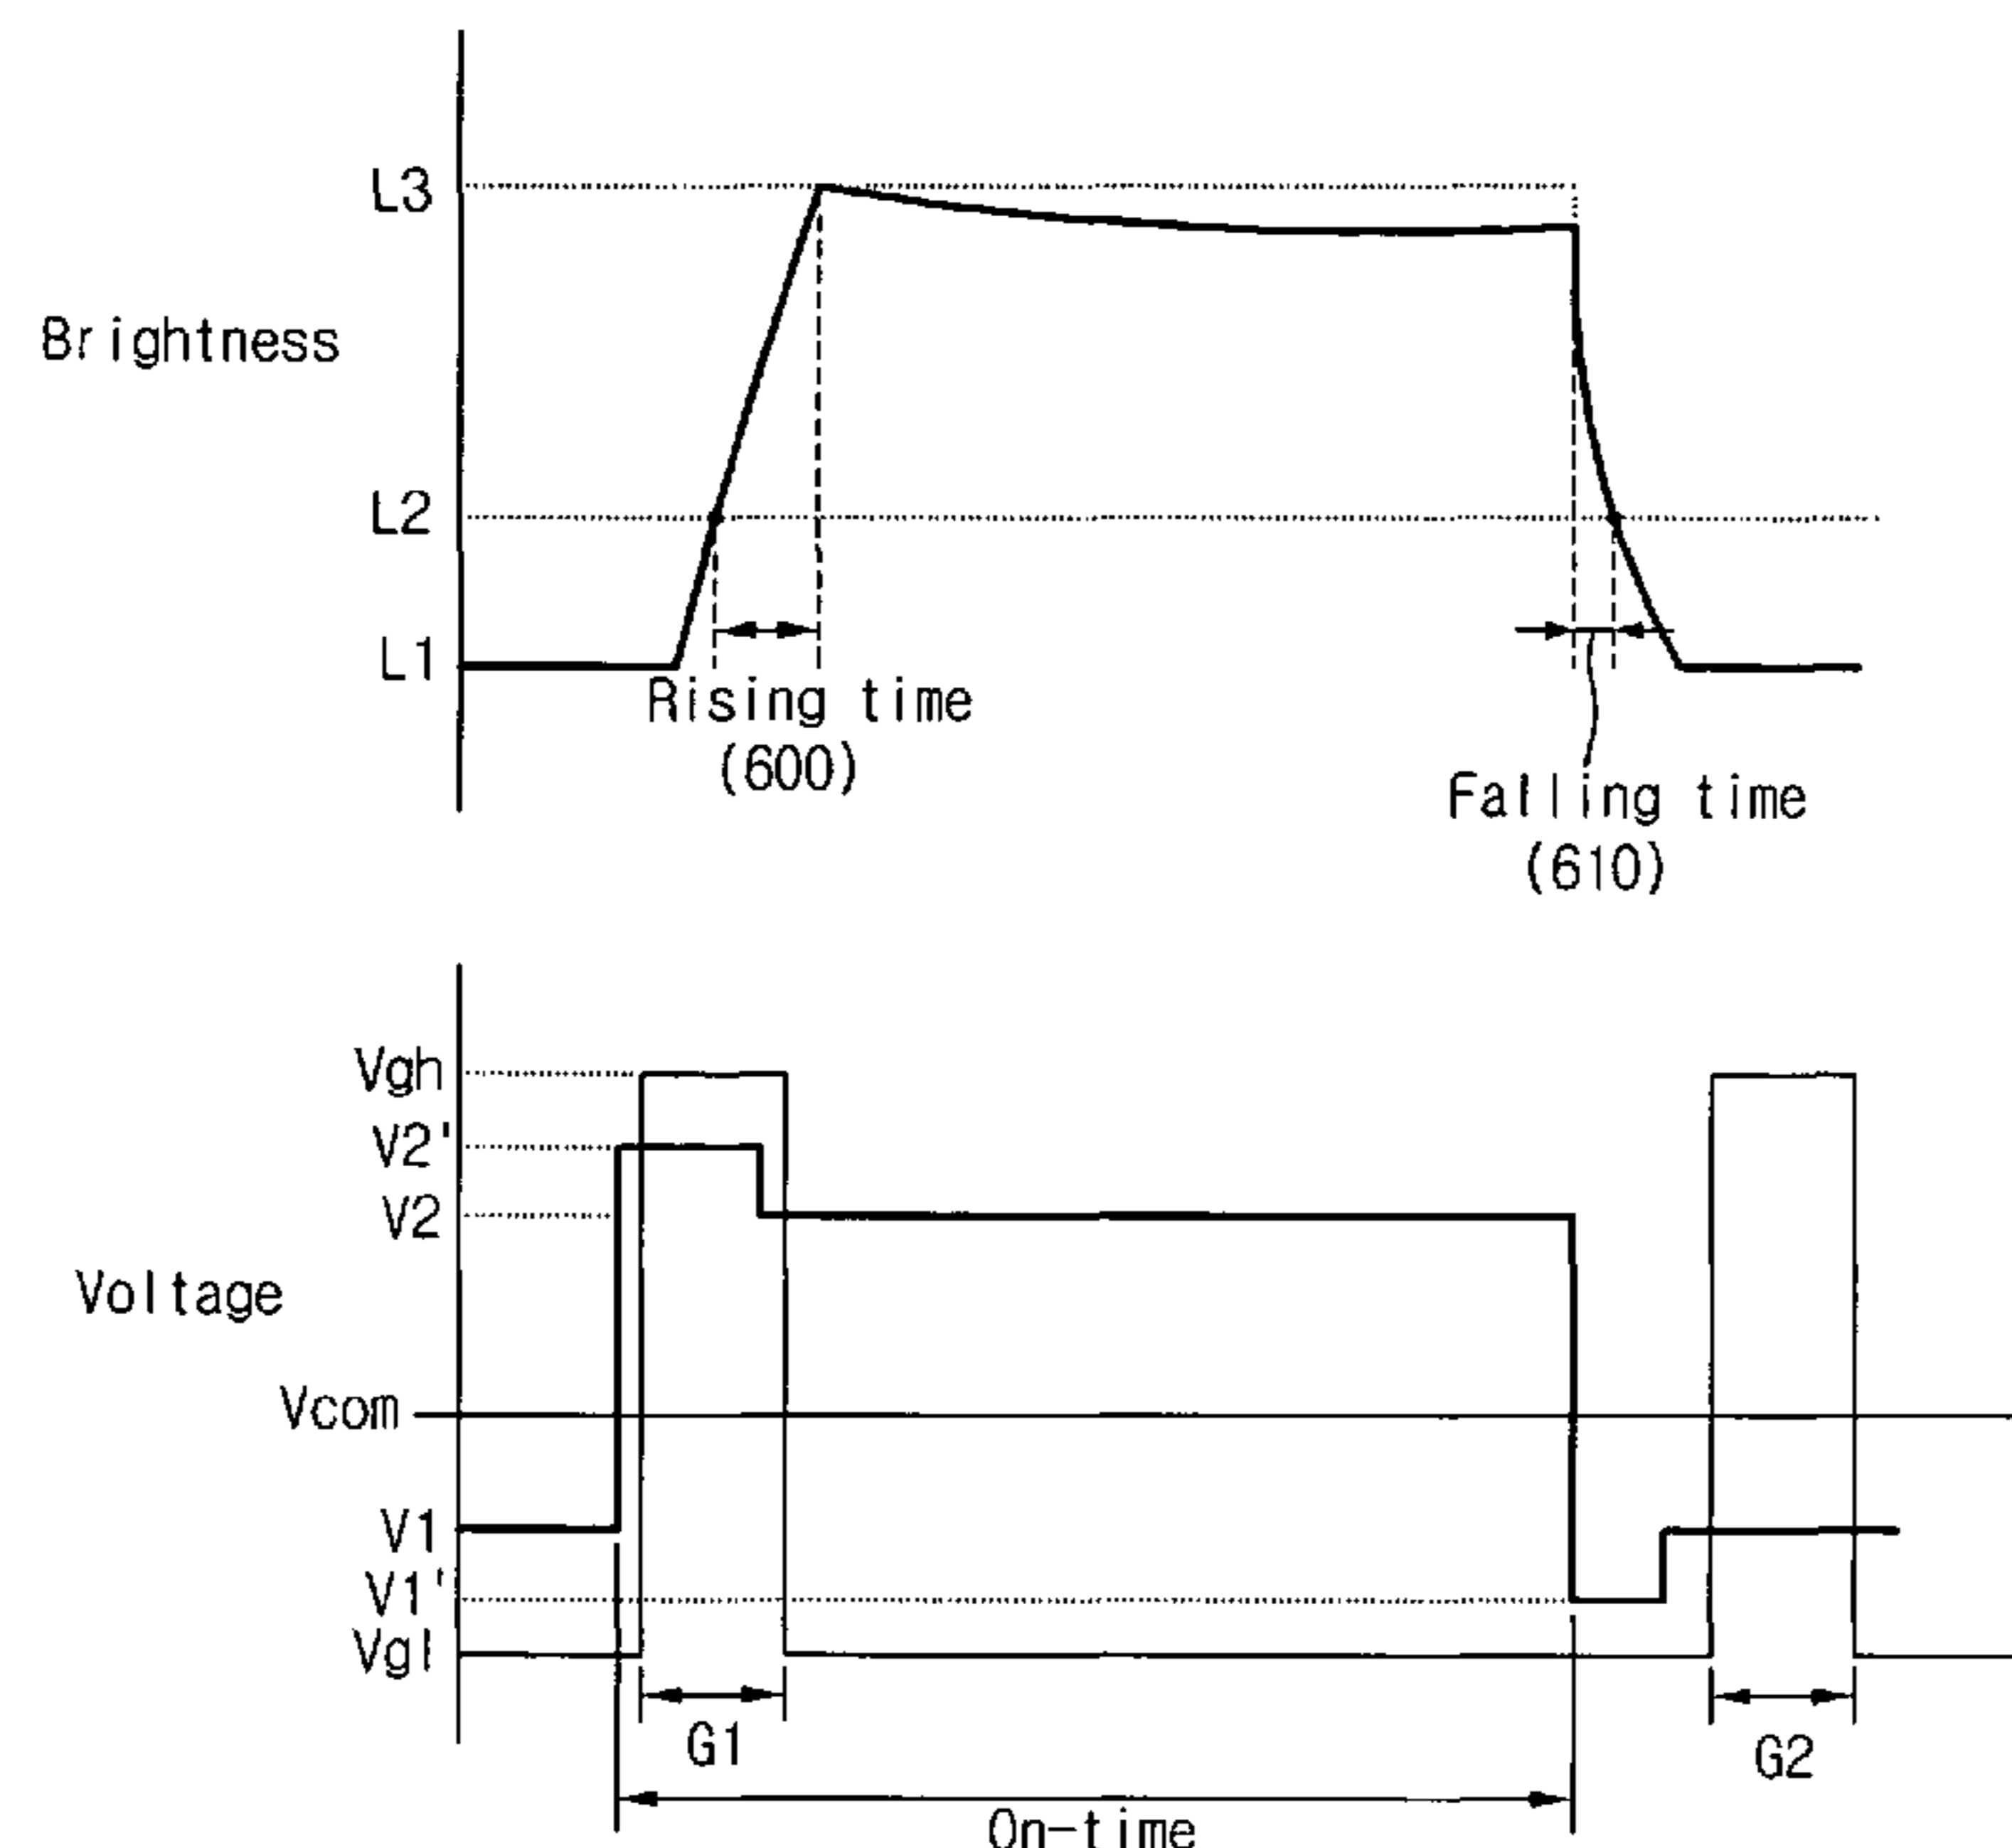 L3
Brightness
L2
L1
Rising time
(600)
Falling time
(610)
Vgh
V2'
V2
Voltage
Vcom
V1
V1'
Vgl
G1
G2
On-time